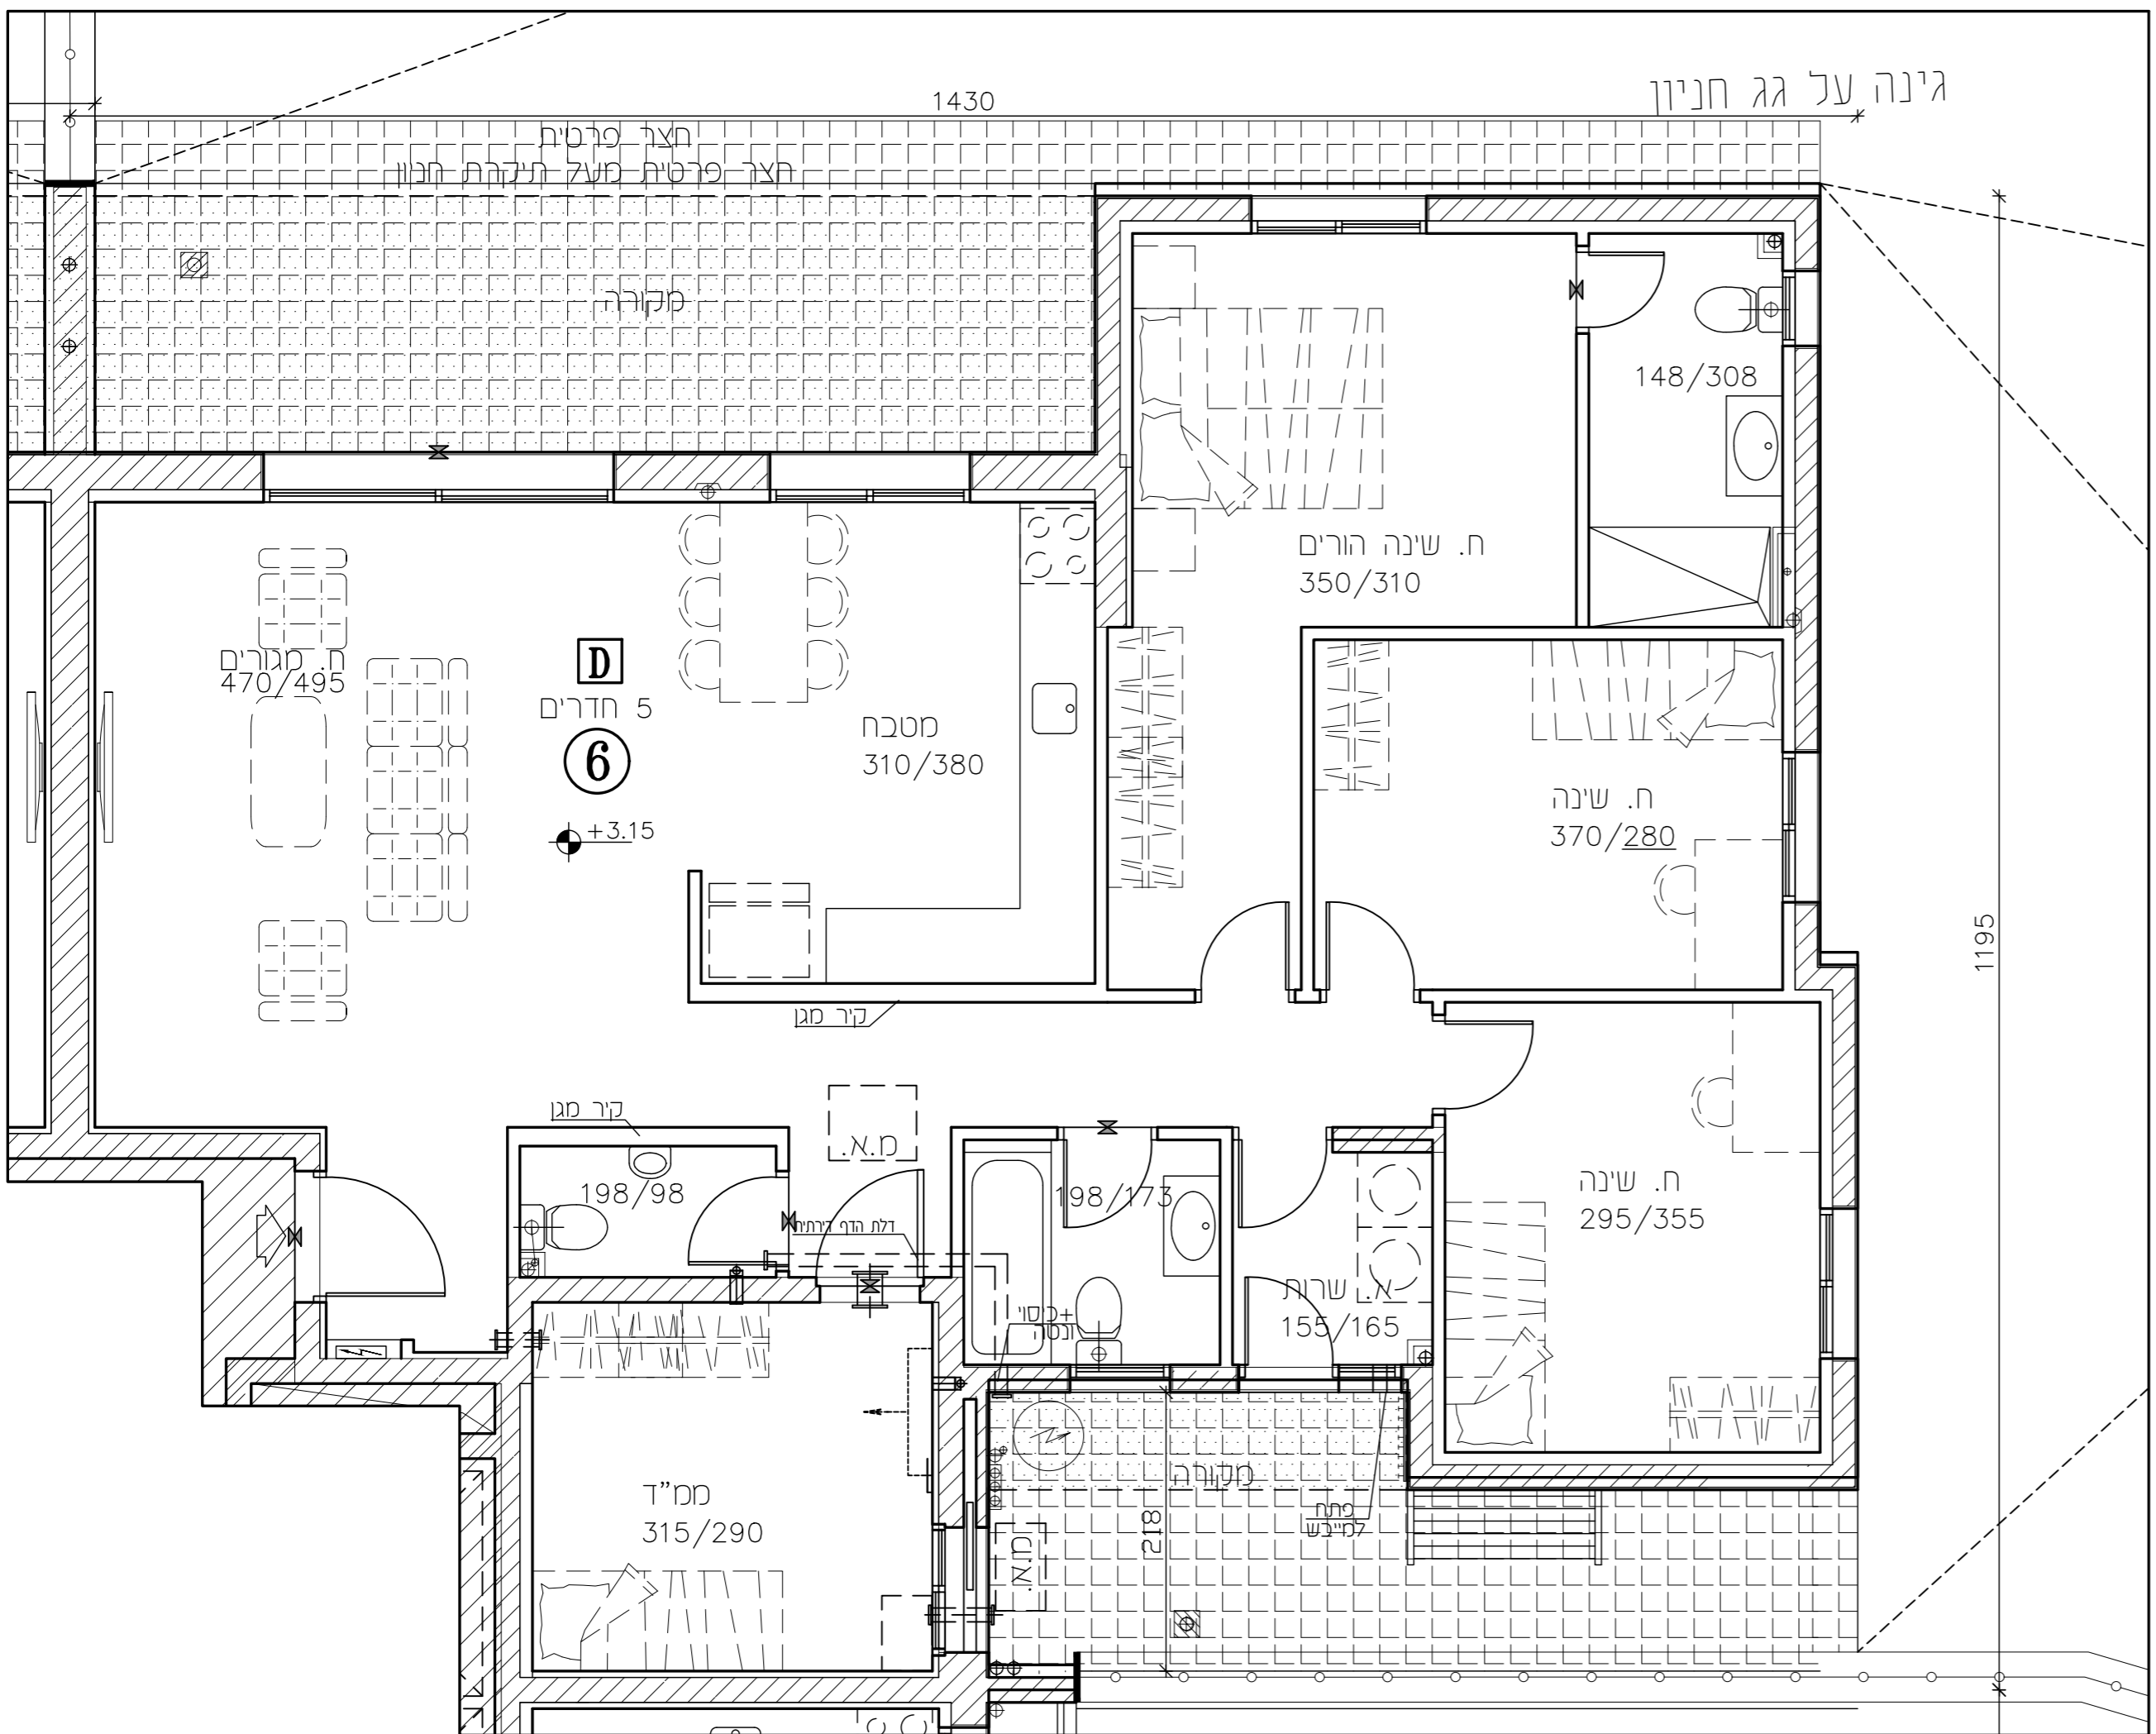 גינה על גג חניון
1430
חצר פרטית
חצר פרטית מעל תיקרת חניון
מקורה
148/308
ח. שינה הורים
350/310
ח. מגורים
470/495
D
5 חדרים
6
+3.15
מטבח
310/380
ח. שינה
370/280
1195
קיר מגן
קיר מגן
מ.א.
198/98
דלת הדף דירתית
198/173
ח. שינה
295/355
א. שרות
155/165
כיסוי+
ונטה
ממ"ד
315/290
מקורה
218
פתח
למייבש
מ.א.